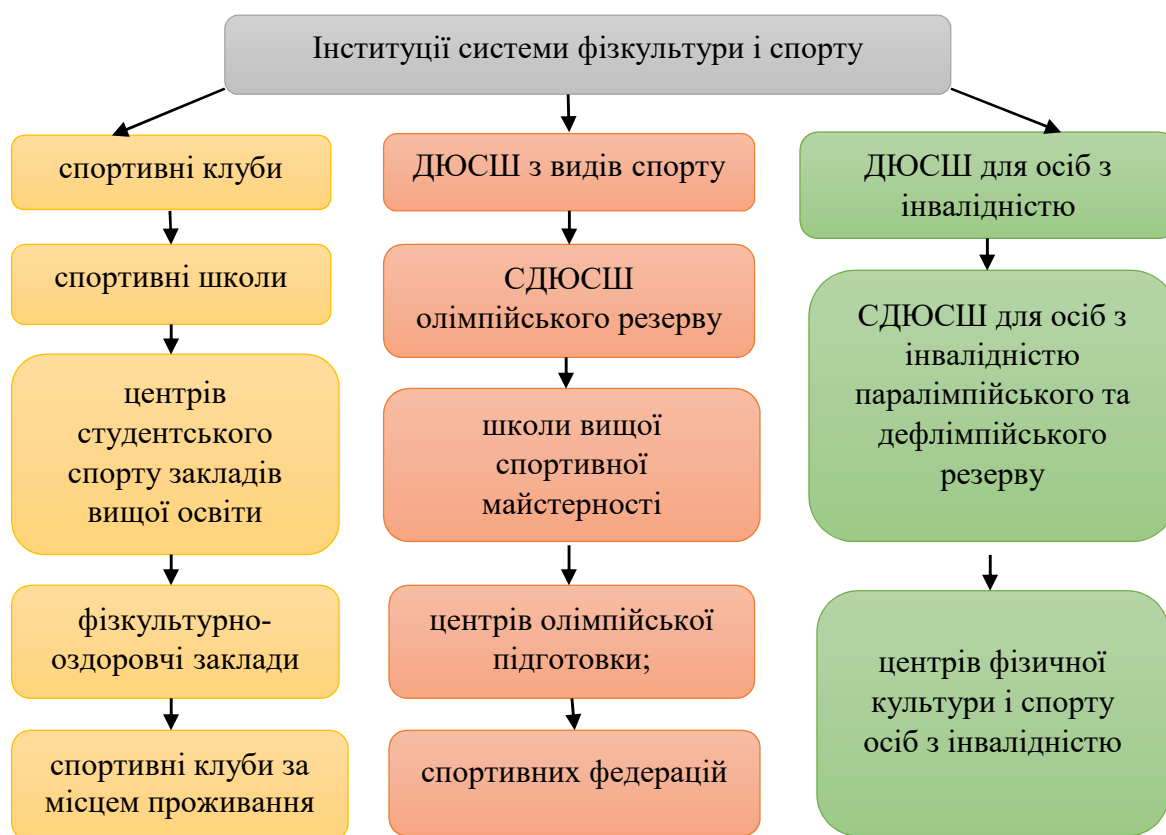 Інституції системи фізкультури і спорту
спортивні клуби
спортивні школи
центрів
студентського
спорту закладів
вищої освіти
фізкультурно-
оздоровчі заклади
спортивні клуби за
місцем проживання
ДЮСШ з видів спорту
СДЮСШ
олімпійського резерву
школи вищої
спортивної
майстерності
центрів олімпійської
підготовки;
спортивних федерацій
ДЮСШ для осіб з
інвалідністю
СДЮСШ для осіб з
інвалідністю
паралімпійського та
дефлімпійського
резерву
центрів фізичної
культури і спорту
осіб з інвалідністю